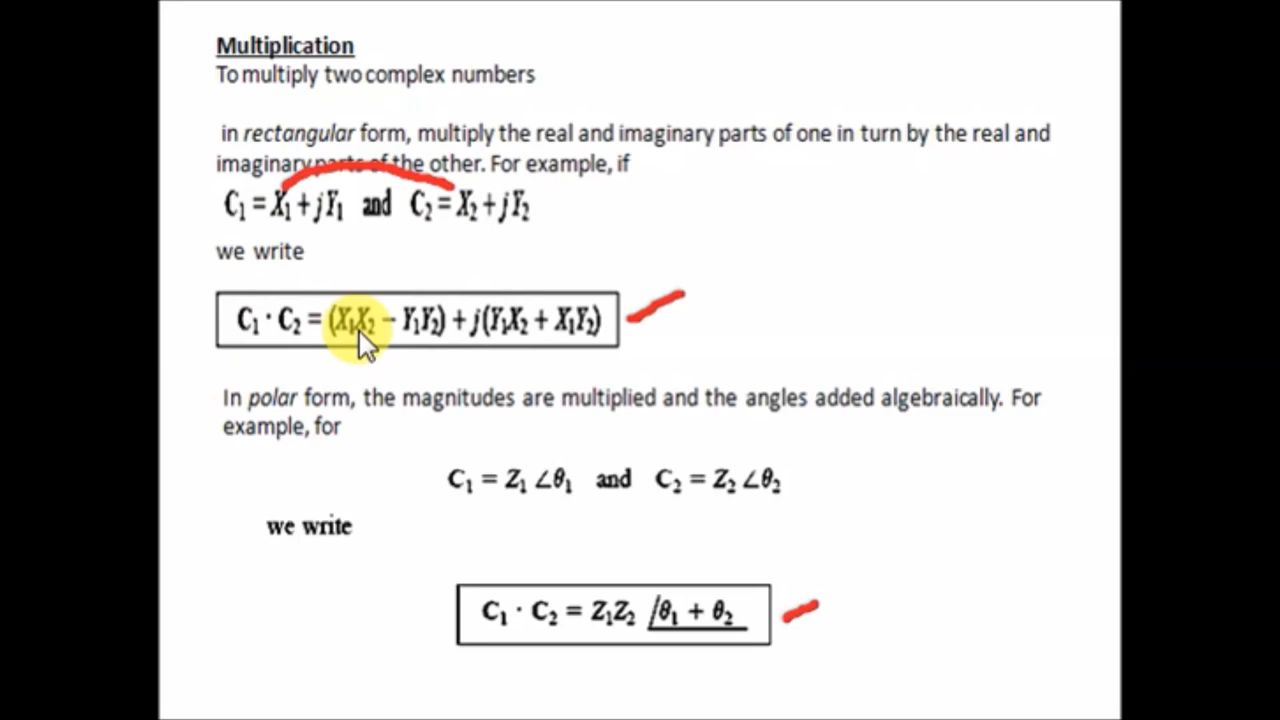 Multiplication
To multiply two complex numbers
in rectangular form, multiply the real and imaginary parts of one in turn by the real and
imaginary parts of the other. For example, if
C₁ = X₁ + jY₁ and C₂ = X₂ + jY₂
we write
C₁ · C₂ = (X₁X₂ − Y₁Y₂) + j(Y₁X₂ + X₁Y₂)
In polar form, the magnitudes are multiplied and the angles added algebraically. For
example, for
C₁ = Z₁ ∠θ₁ and C₂ = Z₂ ∠θ₂
we write
C₁ · C₂ = Z₁Z₂ /θ₁ + θ₂